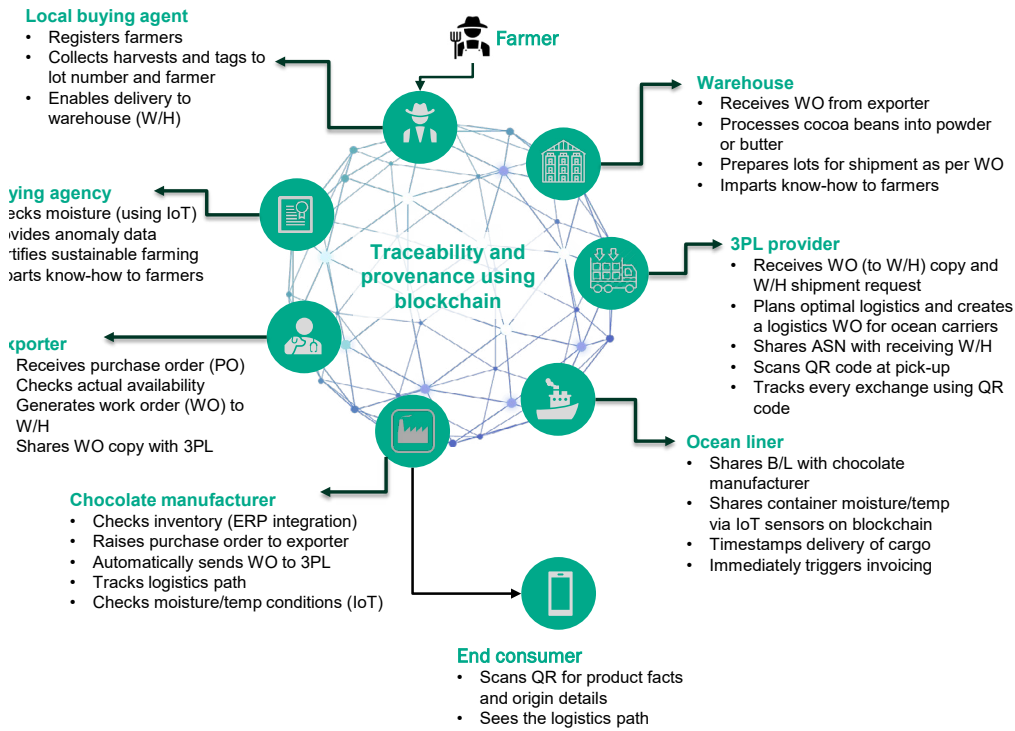 Local buying agent
• Registers farmers
• Collects harvests and tags to
lot number and farmer
• Enables delivery to
warehouse (W/H)
Farmer
Warehouse
• Receives WO from exporter
• Processes cocoa beans into powder
or butter
• Prepares lots for shipment as per WO
• Imparts know-how to farmers
ying agency
ecks moisture (using IoT)
ovides anomaly data
rtifies sustainable farming
parts know-how to farmers
Traceability and
provenance using
blockchain
3PL provider
• Receives WO (to W/H) copy and
W/H shipment request
• Plans optimal logistics and creates
a logistics WO for ocean carriers
• Shares ASN with receiving W/H
• Scans QR code at pick-up
• Tracks every exchange using QR
code
xporter
Receives purchase order (PO)
Checks actual availability
Generates work order (WO) to
W/H
Shares WO copy with 3PL
Ocean liner
• Shares B/L with chocolate
manufacturer
• Shares container moisture/temp
via IoT sensors on blockchain
• Timestamps delivery of cargo
• Immediately triggers invoicing
Chocolate manufacturer
• Checks inventory (ERP integration)
• Raises purchase order to exporter
• Automatically sends WO to 3PL
• Tracks logistics path
• Checks moisture/temp conditions (IoT)
End consumer
• Scans QR for product facts
and origin details
• Sees the logistics path